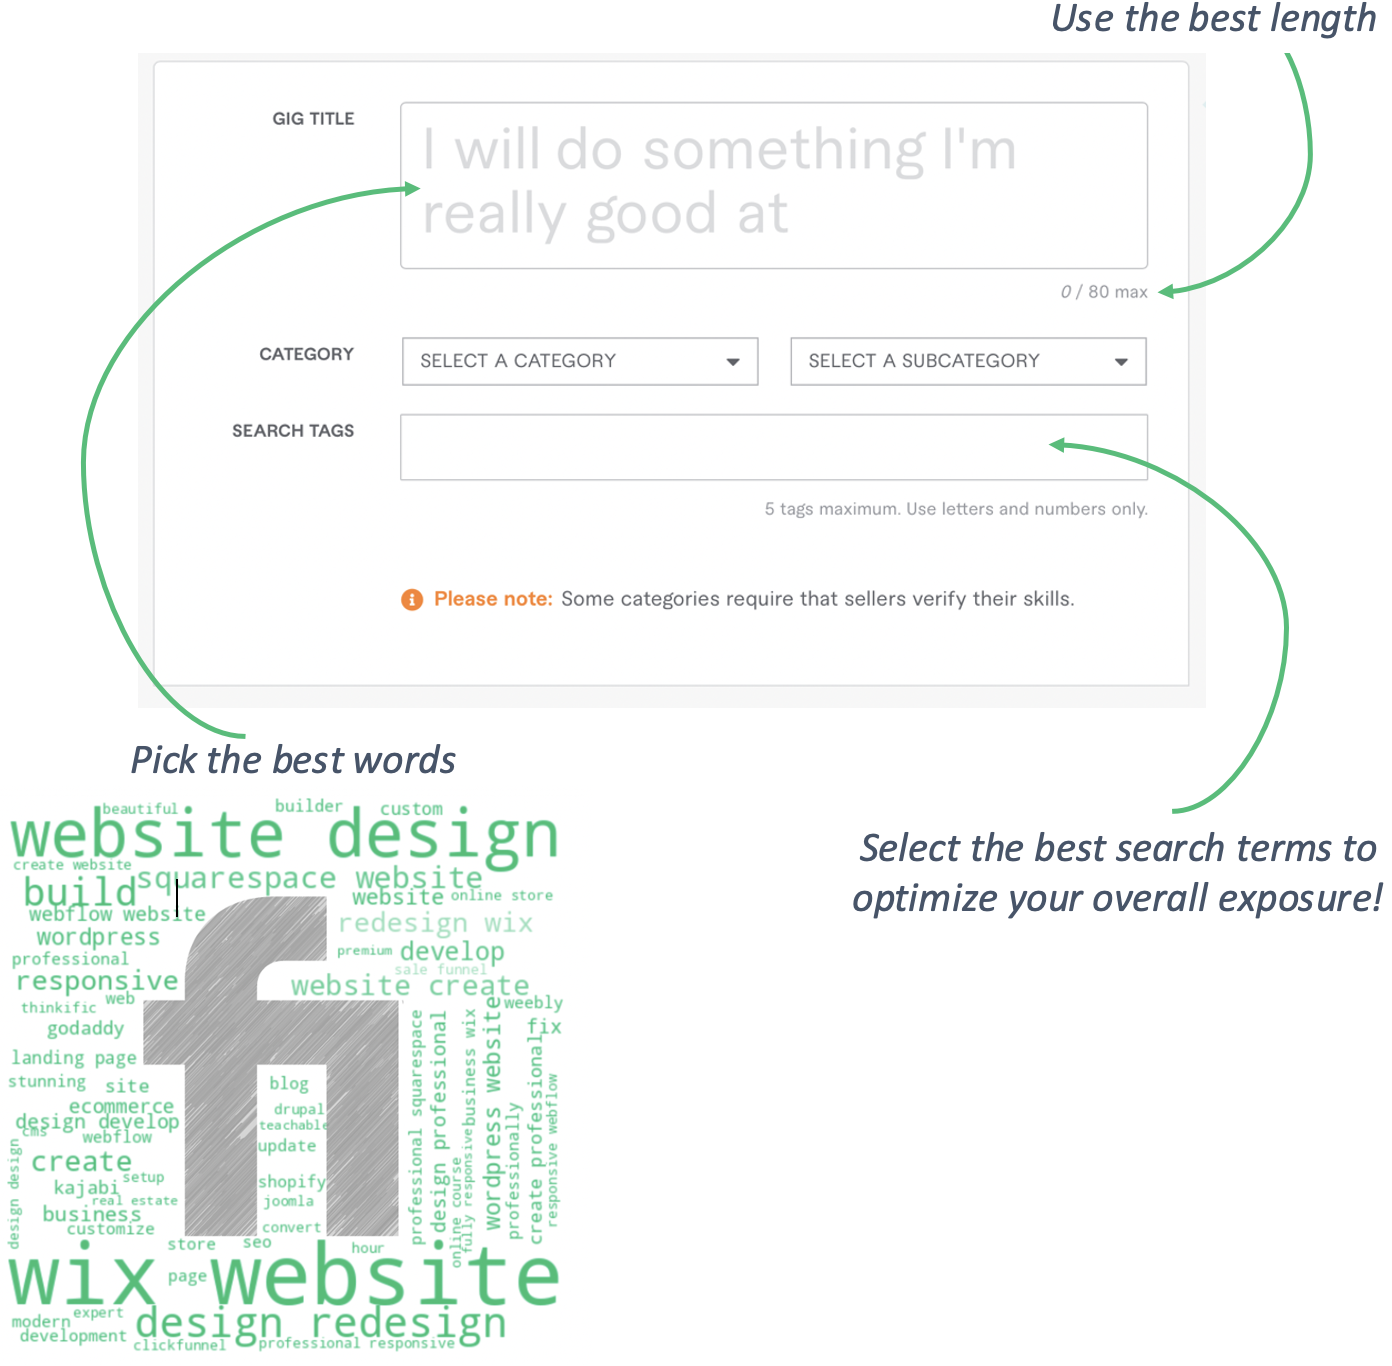 Use the best length
GIG TITLE
I will do something I'm
really good at
0 / 80 max
CATEGORY
SELECT A CATEGORY
SELECT A SUBCATEGORY
SEARCH TAGS
5 tags maximum. Use letters and numbers only.
Please note: Some categories require that sellers verify their skills.
Pick the best words
Select the best search terms to
optimize your overall exposure!
beautiful
builder
custom
website design
create website
squarespace website
build
website
online store
webflow website
redesign wix
wordpress
premium
develop
professional
sale funnel
responsive
website create
web
thinkific
weebly
godaddy
fix
landing page
stunning
site
blog
ecommerce
drupal
design develop
teachable
cms
webflow
update
create
setup
shopify
kajabi
real estate
joomla
business
customize
convert
design design
professional squarespace
design professional
online course
fully responsive
business wix
wordpress website
professionally
create professional
responsive webflow
store
seo
hour
wix website
page
expert
modern
design redesign
development
clickfunnel
professional responsive